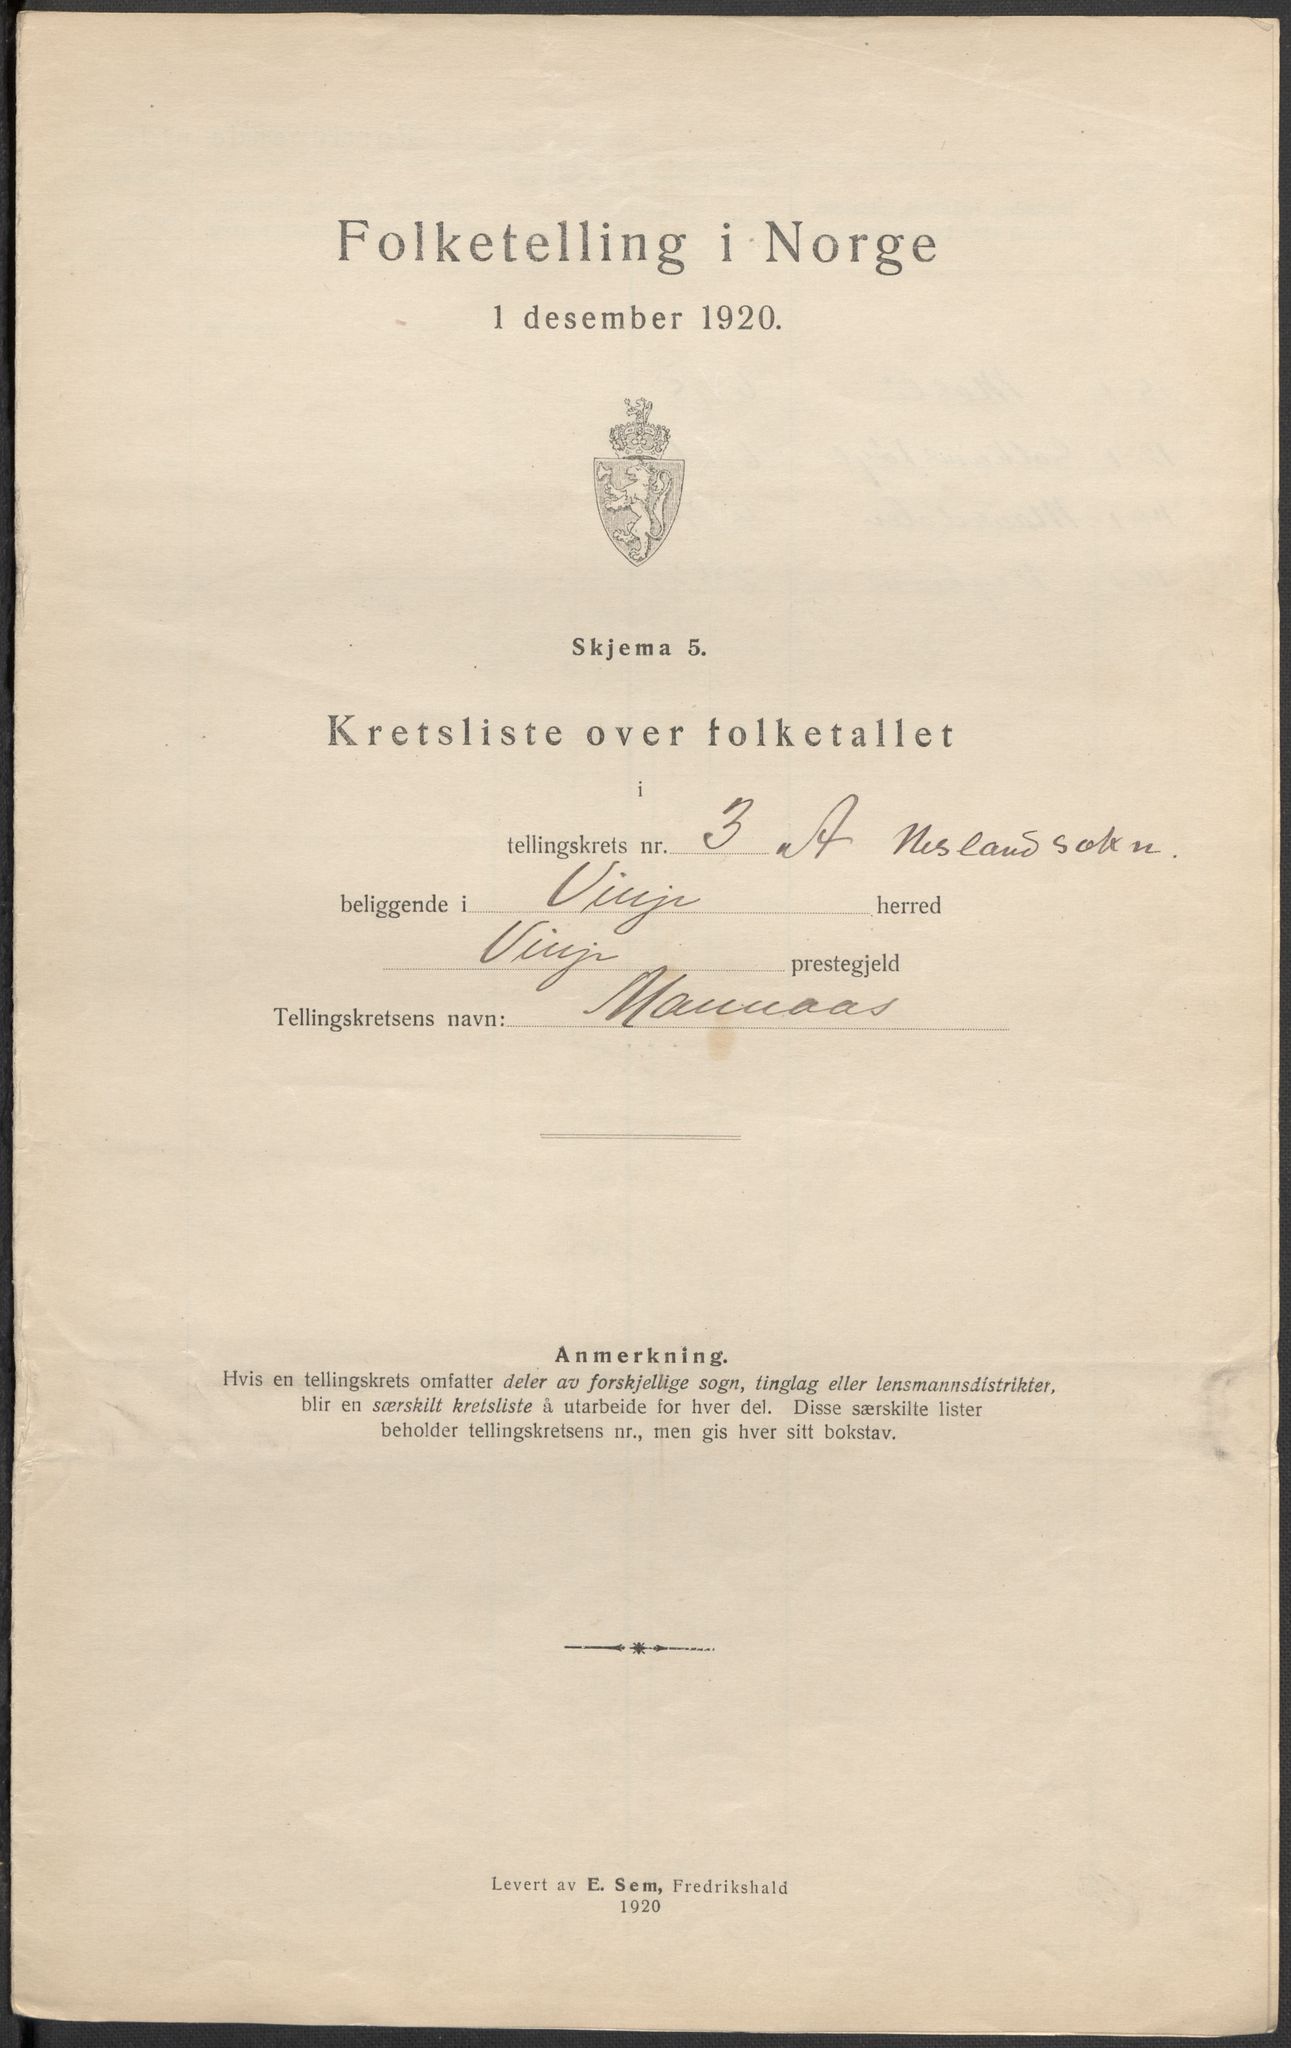 Folketelling i Norge
1 desember 1920.
Skjema 5.
Kretsliste over folketallet
i
tellingskrets nr. 3 A Neslandsokn.
beliggende i Vinje herred
Vinje prestegjeld
Tellingskretsens navn: Mannaas
Anmerkning.
Hvis en tellingskrets omfatter deler av forskjellige sogn, tinglag eller lensmannsdistrikter,
blir en særskilt kretsliste å utarbeide for hver del. Disse særskilte lister
beholder tellingskretsens nr., men gis hver sitt bokstav.
Levert av E. Sem, Fredrikshald
1920